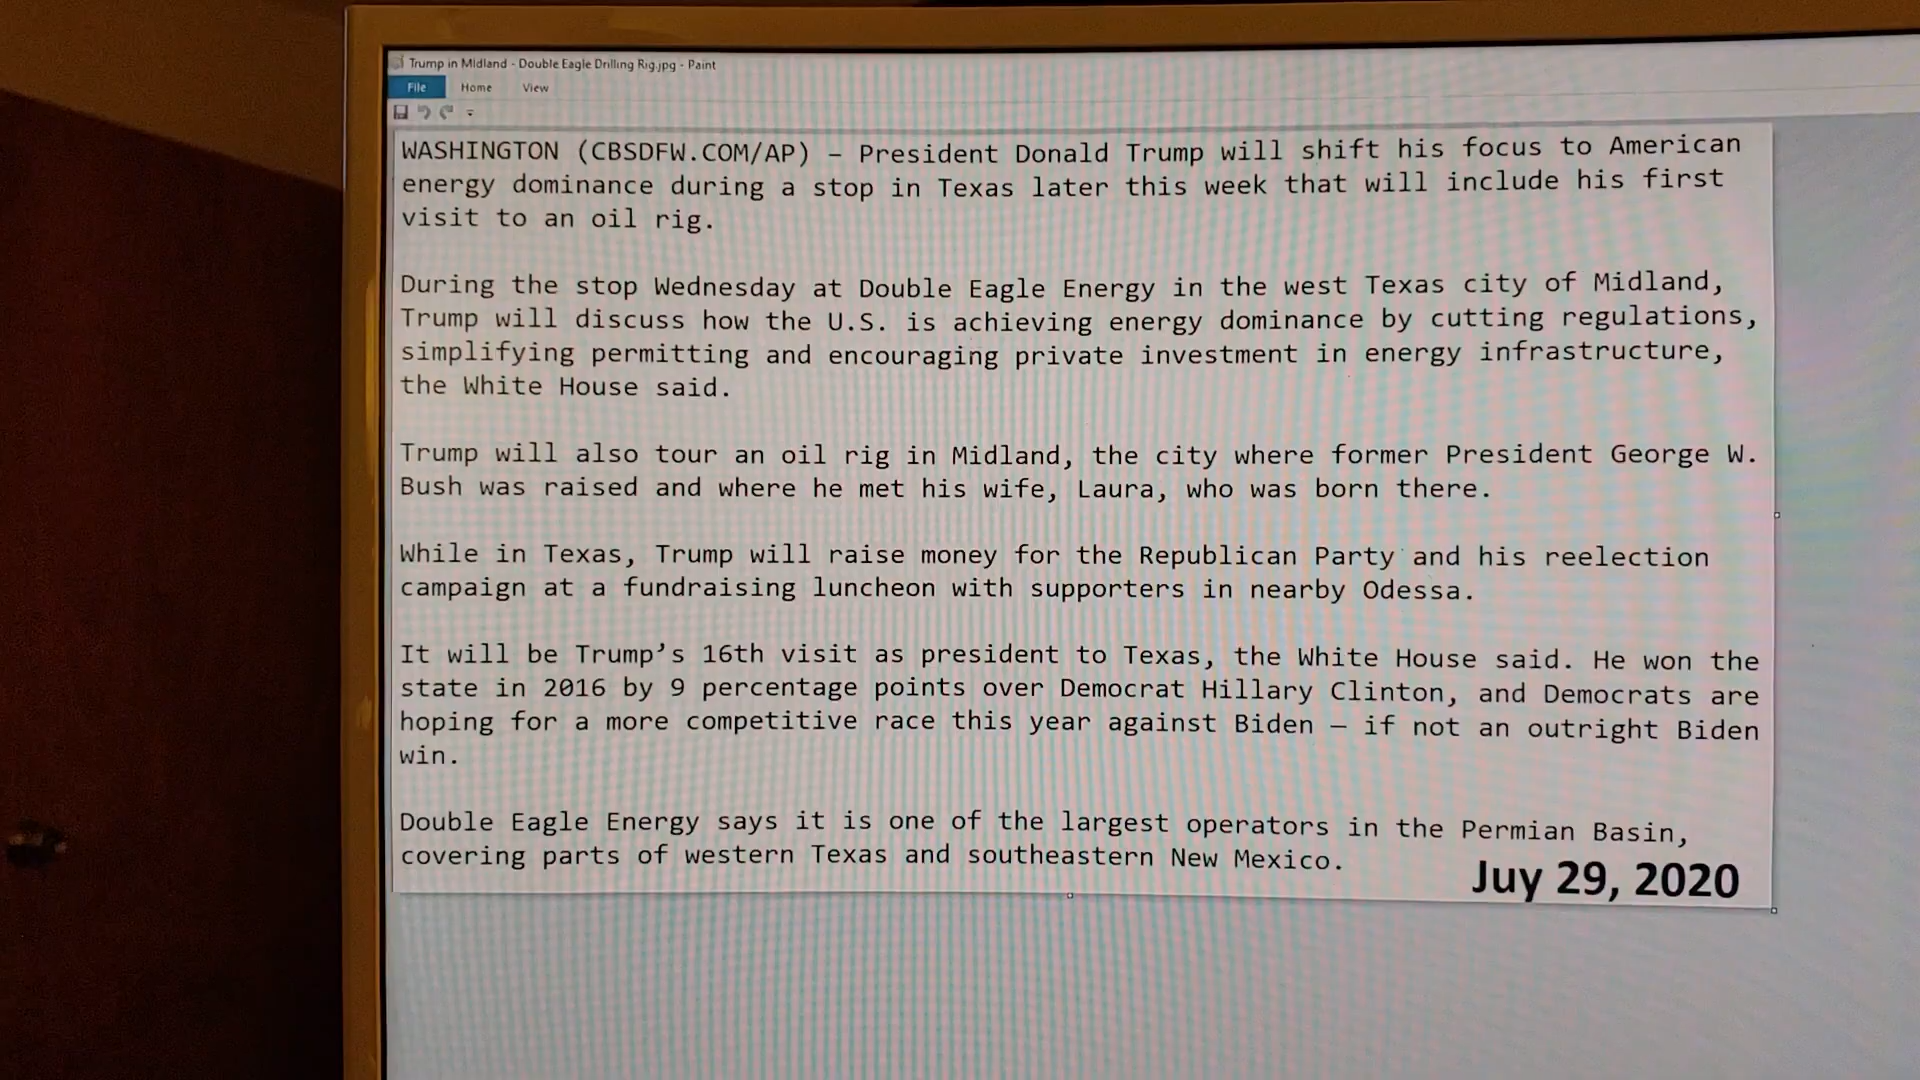 Trump in Midland - Double Eagle Drilling Rig.jpg - Paint
File Home View
WASHINGTON (CBSDFW.COM/AP) – President Donald Trump will shift his focus to American
energy dominance during a stop in Texas later this week that will include his first
visit to an oil rig.
During the stop Wednesday at Double Eagle Energy in the west Texas city of Midland,
Trump will discuss how the U.S. is achieving energy dominance by cutting regulations,
simplifying permitting and encouraging private investment in energy infrastructure,
the White House said.
Trump will also tour an oil rig in Midland, the city where former President George W.
Bush was raised and where he met his wife, Laura, who was born there.
While in Texas, Trump will raise money for the Republican Party and his reelection
campaign at a fundraising luncheon with supporters in nearby Odessa.
It will be Trump’s 16th visit as president to Texas, the White House said. He won the
state in 2016 by 9 percentage points over Democrat Hillary Clinton, and Democrats are
hoping for a more competitive race this year against Biden — if not an outright Biden
win.
Double Eagle Energy says it is one of the largest operators in the Permian Basin,
covering parts of western Texas and southeastern New Mexico.
Juy 29, 2020